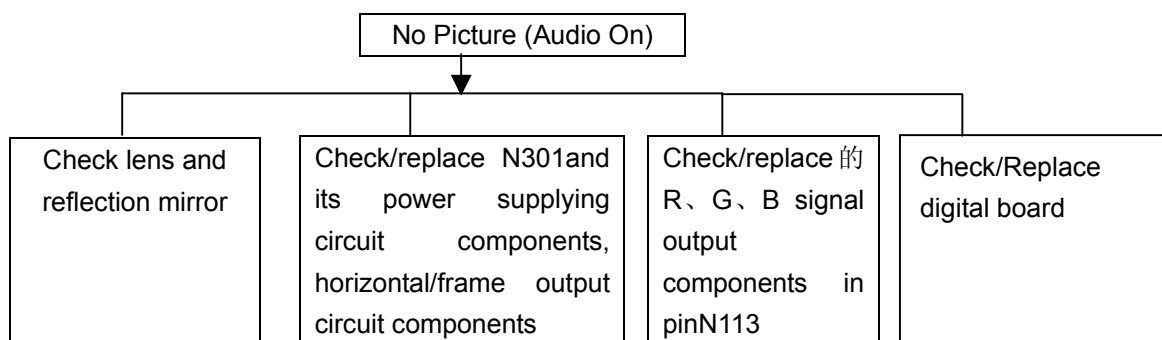 No Picture (Audio On)
Check lens and
reflection mirror
Check/replace N301and
its power supplying
circuit components,
horizontal/frame output
circuit components
Check/replace 的
R、G、B signal
output
components in
pinN113
Check/Replace
digital board